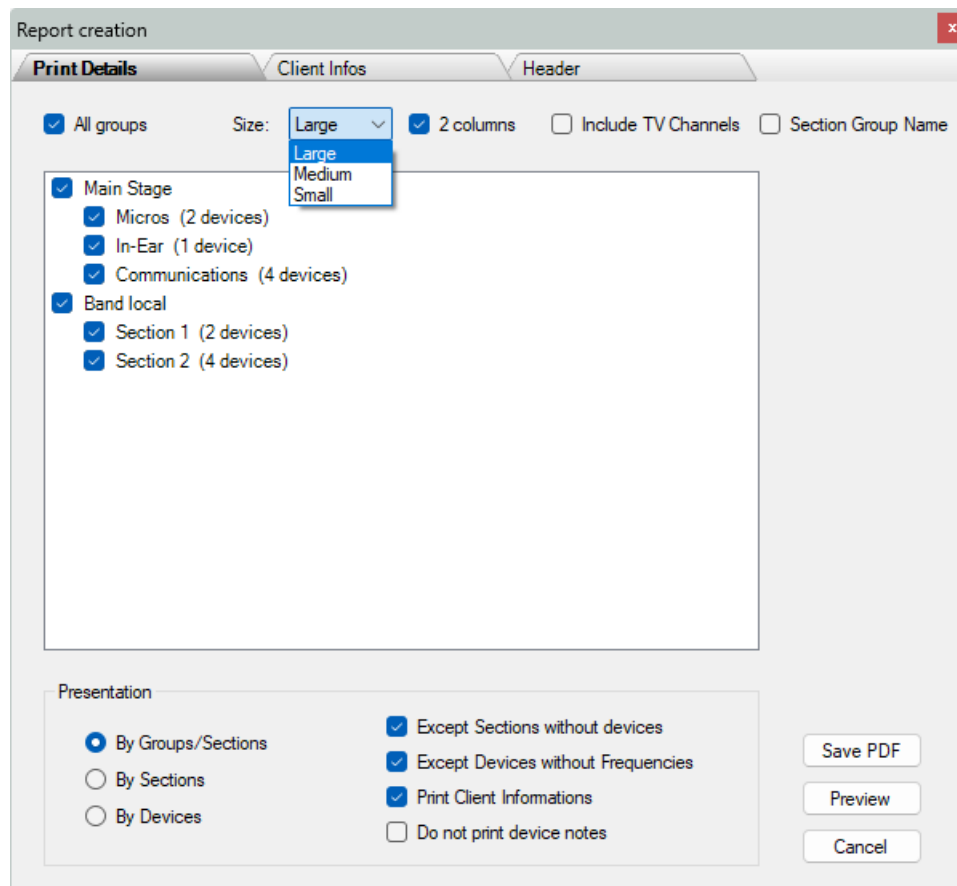 Report creation
x
Print Details Client Infos Header
All groups Size: Large 2 columns Include TV Channels Section Group Name
Large
Medium
Small
Main Stage
Micros (2 devices)
In-Ear (1 device)
Communications (4 devices)
Band local
Section 1 (2 devices)
Section 2 (4 devices)
Presentation
By Groups/Sections
By Sections
By Devices
Except Sections without devices
Except Devices without Frequencies
Print Client Informations
Do not print device notes
Save PDF
Preview
Cancel